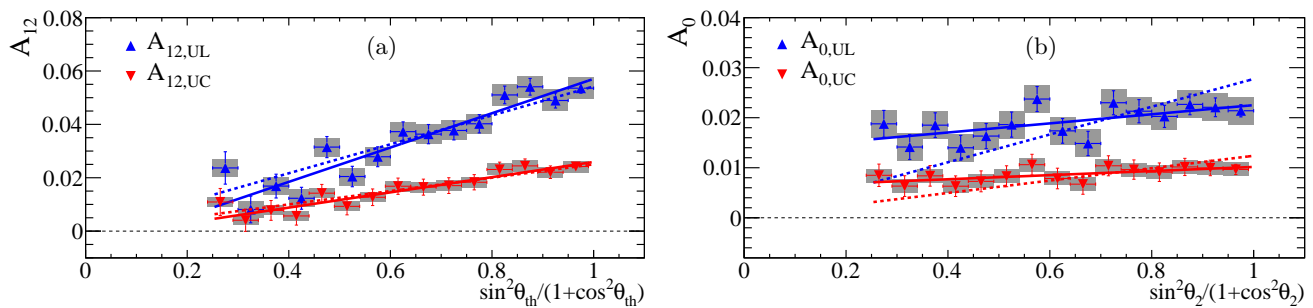 A₁₂
0.08
0.06
0.04
0.02
0
A₁₂,UL
A₁₂,UC
(a)
0 0.2 0.4 0.6 0.8 1
sin²θ_th/(1+cos²θ_th)
A₀
0.04
0.03
0.02
0.01
0
A₀,UL
A₀,UC
(b)
0 0.2 0.4 0.6 0.8 1
sin²θ₂/(1+cos²θ₂)